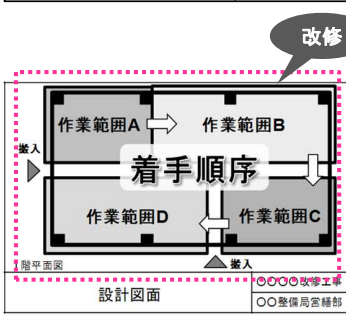 改修
作業範囲A
作業範囲B
搬入
着手順序
作業範囲D
作業範囲C
搬入
階平面図
設計図面
○○○○改修工事
○○整備局営繕部